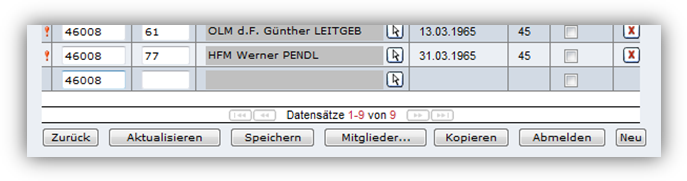 46008 61 OLM d.F. Günther LEITGEB 13.03.1965 45 X
46008 77 HFM Werner PENDL 31.03.1965 45 X
46008
Datensätze 1-9 von 9
Zurück Aktualisieren Speichern Mitglieder... Kopieren Abmelden Neu